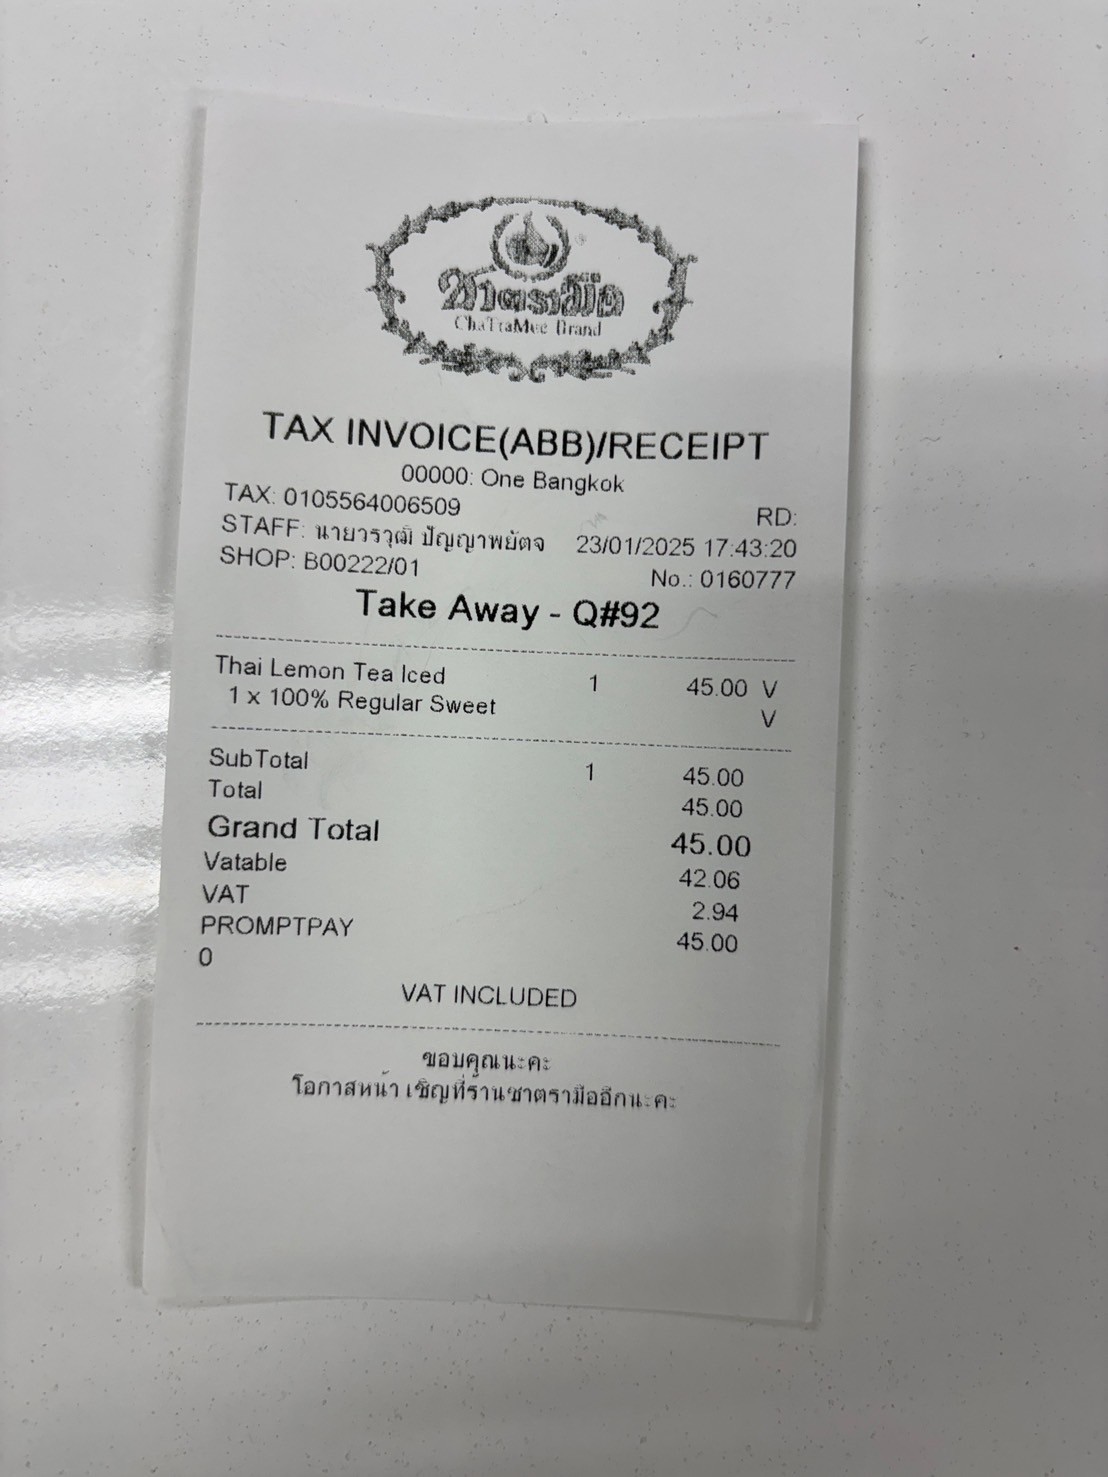 ชาตรามือ
ChaTraMue Brand
TAX INVOICE(ABB)/RECEIPT
00000: One Bangkok
TAX: 0105564006509 RD:
STAFF: นายวรวุฒิ ปัญญาพยัตจ 23/01/2025 17:43:20
SHOP: B00222/01 No.: 0160777
Take Away - Q#92
Thai Lemon Tea Iced 1 45.00 V
1 x 100% Regular Sweet V
SubTotal 1 45.00
Total 45.00
Grand Total 45.00
Vatable 42.06
VAT 2.94
PROMPTPAY 45.00
0
VAT INCLUDED
ขอบคุณนะคะ
โอกาสหน้า เชิญที่ร้านชาตรามืออีกนะคะ